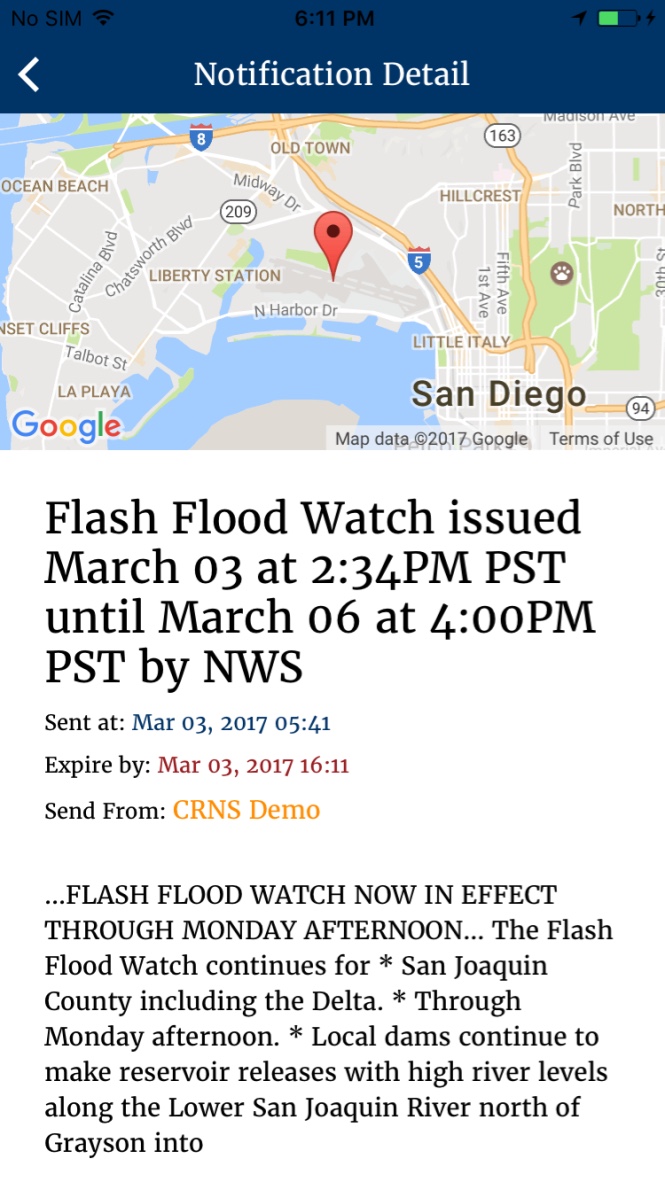 No SIM 6:11 PM
Notification Detail
Madison Ave
8
OLD TOWN
163
OCEAN BEACH
Midway Dr
Park Blvd
HILLCREST
209
NORTH
Catalina Blvd
Chatsworth Blvd
5
LIBERTY STATION
1st Ave
Fifth Ave
30th S
N Harbor Dr
NSET CLIFFS
LITTLE ITALY
Talbot St
LA PLAYA
San Diego
94
Google
Map data ©2017 Google Terms of Use
Flash Flood Watch issued
March 03 at 2:34PM PST
until March 06 at 4:00PM
PST by NWS
Sent at: Mar 03, 2017 05:41
Expire by: Mar 03, 2017 16:11
Send From: CRNS Demo
...FLASH FLOOD WATCH NOW IN EFFECT
THROUGH MONDAY AFTERNOON... The Flash
Flood Watch continues for * San Joaquin
County including the Delta. * Through
Monday afternoon. * Local dams continue to
make reservoir releases with high river levels
along the Lower San Joaquin River north of
Grayson into